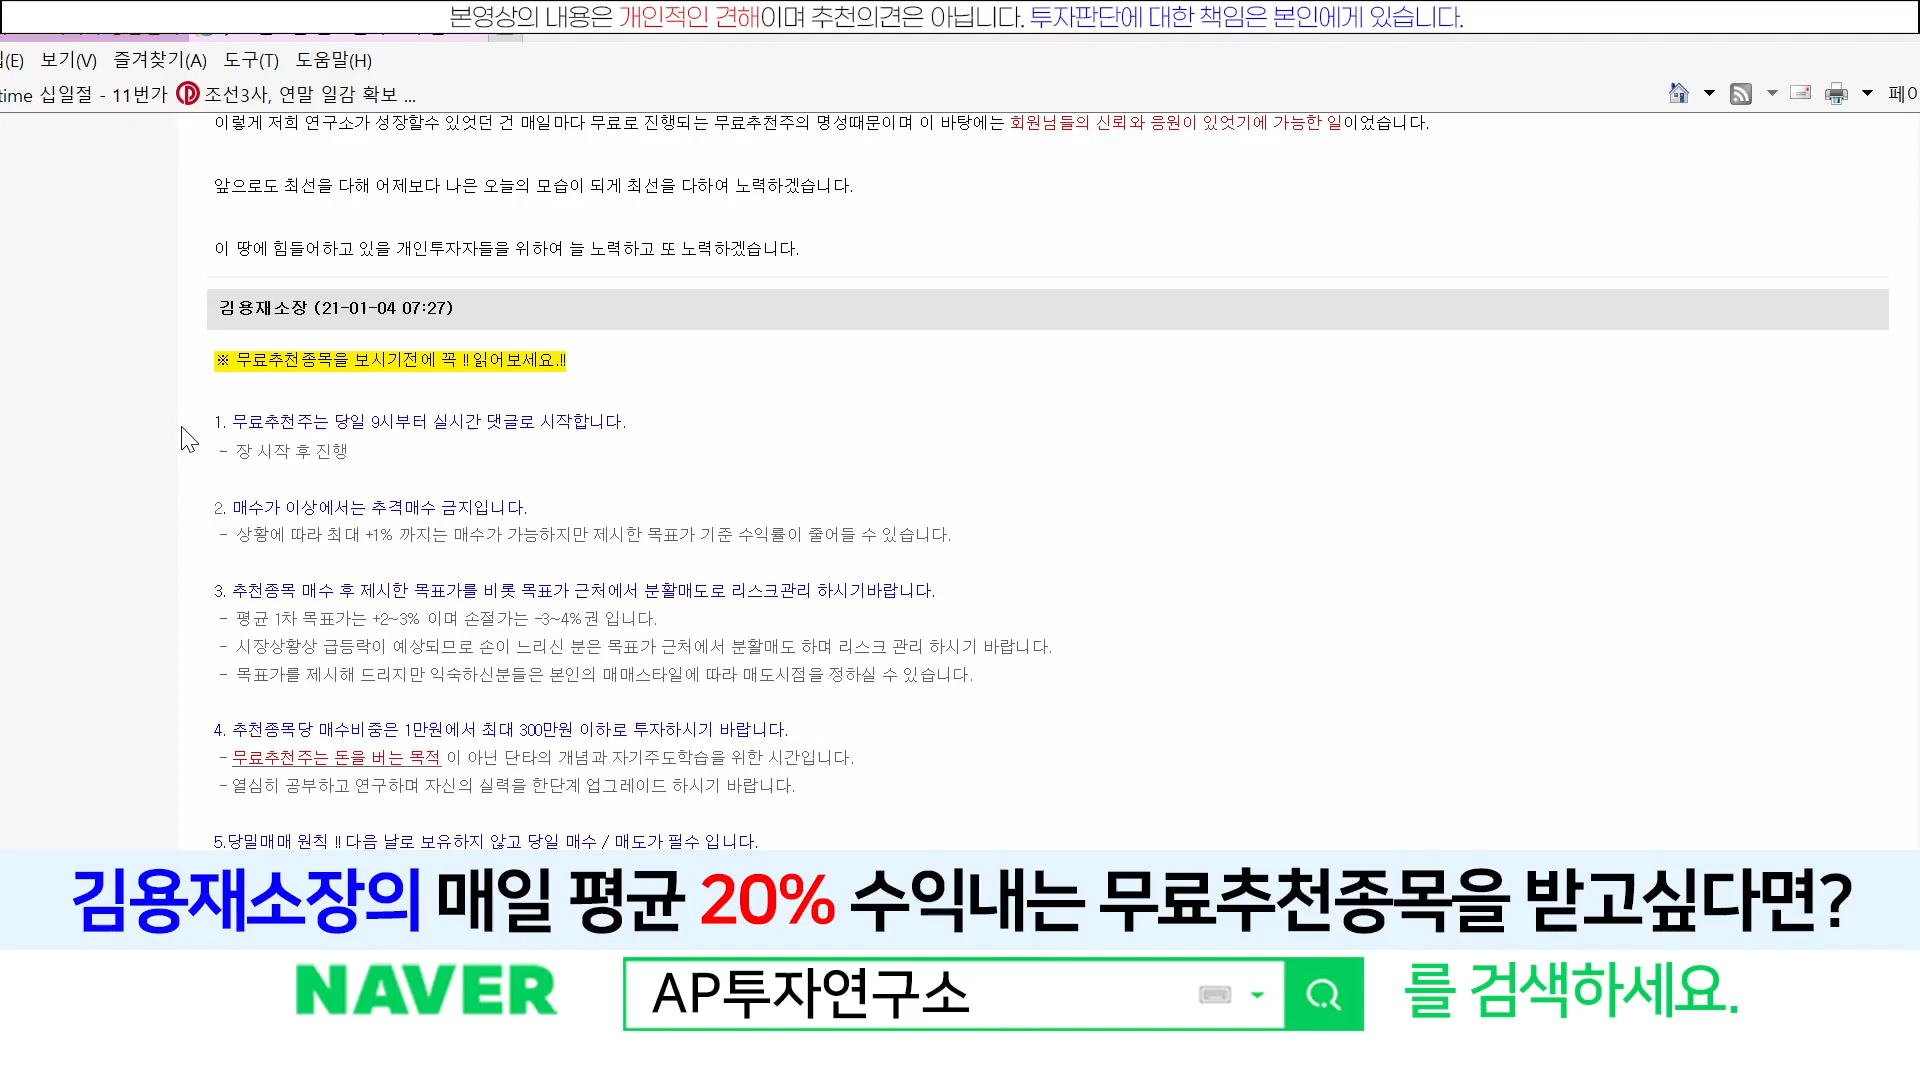 본영상의 내용은 개인적인 견해이며 추천의견은 아닙니다. 투자판단에 대한 책임은 본인에게 있습니다.
(E) 보기(V) 즐겨찾기(A) 도구(T) 도움말(H)
time 십일절 - 11번가 조선3사, 연말 일감 확보 ...
이렇게 저희 연구소가 성장할수 있엇던 건 매일마다 무료로 진행되는 무료추천주의 명성때문이며 이 바탕에는 회원님들의 신뢰와 응원이 있엇기에 가능한 일이었습니다.
앞으로도 최선을 다해 어제보다 나은 오늘의 모습이 되게 최선을 다하여 노력하겠습니다.
이 땅에 힘들어하고 있을 개인투자자들을 위하여 늘 노력하고 또 노력하겠습니다.
김용재소장 (21-01-04 07:27)
※ 무료추천종목을 보시기전에 꼭 !! 읽어보세요.!!
1. 무료추천주는 당일 9시부터 실시간 댓글로 시작합니다.
- 장 시작 후 진행
2. 매수가 이상에서는 추격매수 금지입니다.
- 상황에 따라 최대 +1% 까지는 매수가 가능하지만 제시한 목표가 기준 수익률이 줄어들 수 있습니다.
3. 추천종목 매수 후 제시한 목표가를 비롯 목표가 근처에서 분활매도로 리스크관리 하시기바랍니다.
- 평균 1차 목표가는 +2~3% 이며 손절가는 -3~4%권 입니다.
- 시장상황상 급등락이 예상되므로 손이 느리신 분은 목표가 근처에서 분활매도 하며 리스크 관리 하시기 바랍니다.
- 목표가를 제시해 드리지만 익숙하신분들은 본인의 매매스타일에 따라 매도시점을 정하실 수 있습니다.
4. 추천종목당 매수비중은 1만원에서 최대 300만원 이하로 투자하시기 바랍니다.
- 무료추천주는 돈을 버는 목적 이 아닌 단타의 개념과 자기주도학습을 위한 시간입니다.
- 열심히 공부하고 연구하며 자신의 실력을 한단계 업그레이드 하시기 바랍니다.
5.당밀매매 원칙 !! 다음 날로 보유하지 않고 당일 매수 / 매도가 필수 입니다.
김용재소장의 매일 평균 20% 수익내는 무료추천종목을 받고싶다면?
NAVER AP투자연구소 를 검색하세요.